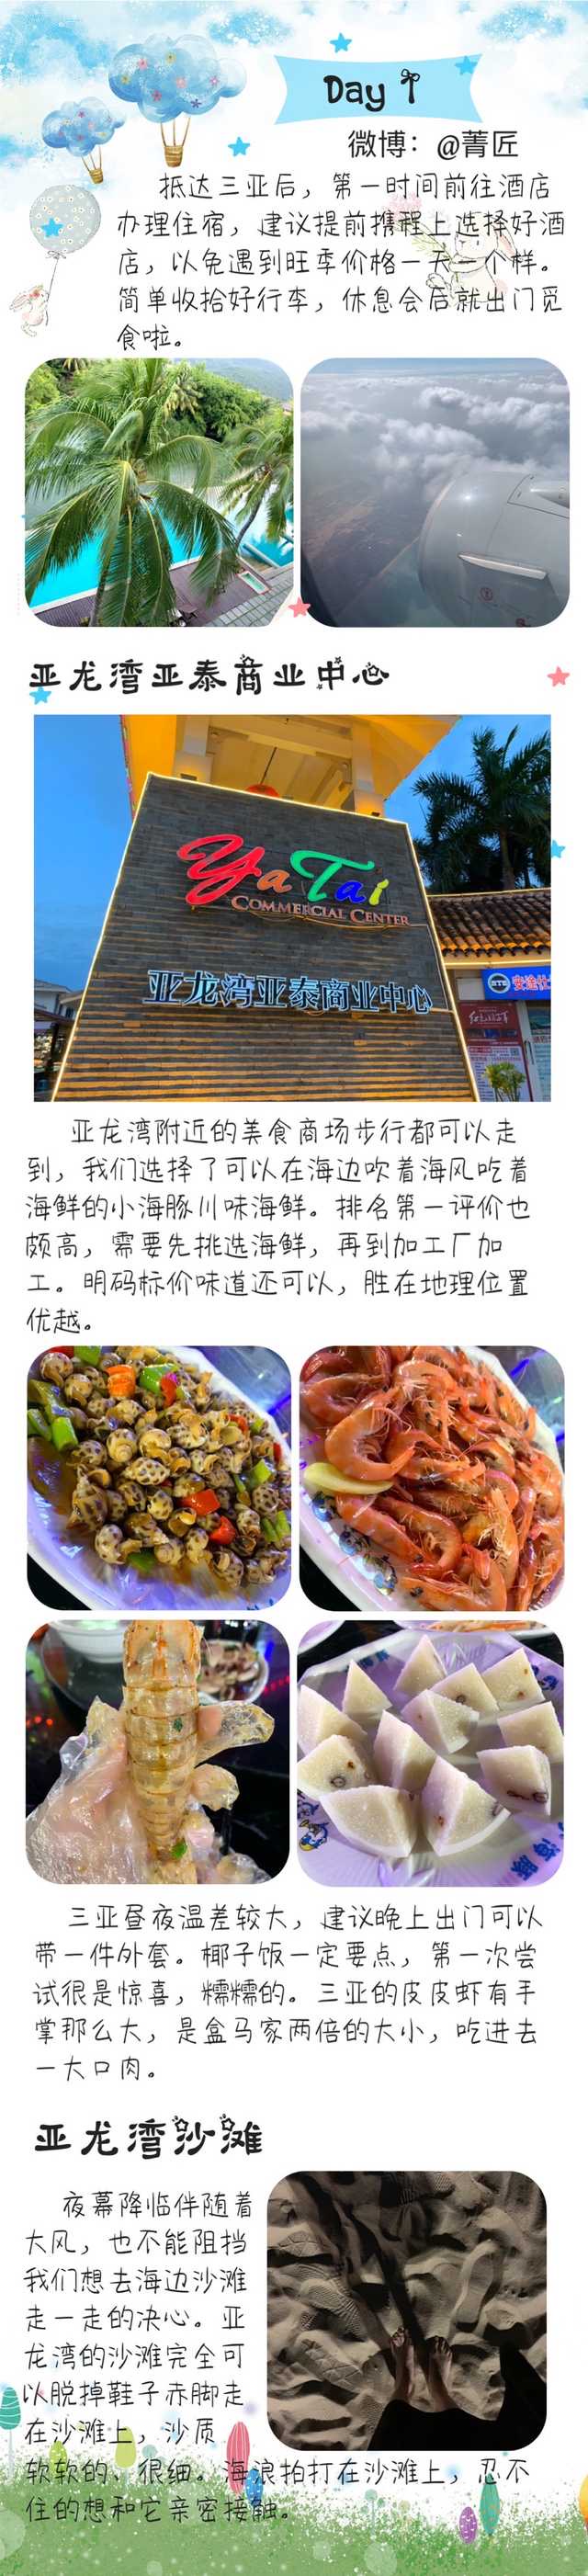 Day 1
微博：@菁匠
抵达三亚后，第一时间前往酒店
办理住宿，建议提前携程上选择好酒
店，以免遇到旺季价格一天一个样。
简单收拾好行李，休息会后就出门觅
食啦。
亚龙湾亚泰商业中心
YaTai
COMMERCIAL CENTER
亚龙湾亚泰商业中心
亚龙湾附近的美食商场步行都可以走
到，我们选择了可以在海边吹着海风吃着
海鲜的小海豚川味海鲜。排名第一评价也
颇高，需要先挑选海鲜，再到加工厂加
工。明码标价味道还可以，胜在地理位置
优越。
三亚昼夜温差较大，建议晚上出门可以
带一件外套。椰子饭一定要点，第一次尝
试很是惊喜，糯糯的。三亚的皮皮虾有手
掌那么大，是盒马家两倍的大小，吃进去
一大口肉。
亚龙湾沙滩
夜幕降临伴随着
大风，也不能阻挡
我们想去海边沙滩
走一走的决心。亚
龙湾的沙滩完全可
以脱掉鞋子赤脚走
在沙滩上，沙质
软软的、很细。海浪拍打在沙滩上，忍不
住的想和它亲密接触。